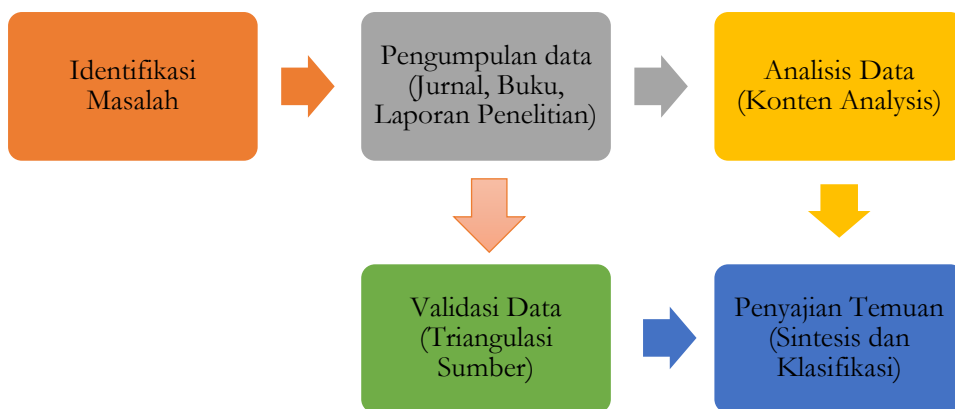 Identifikasi
Masalah
Pengumpulan data
(Jurnal, Buku,
Laporan Penelitian)
Analisis Data
(Konten Analysis)
Validasi Data
(Triangulasi
Sumber)
Penyajian Temuan
(Sintesis dan
Klasifikasi)